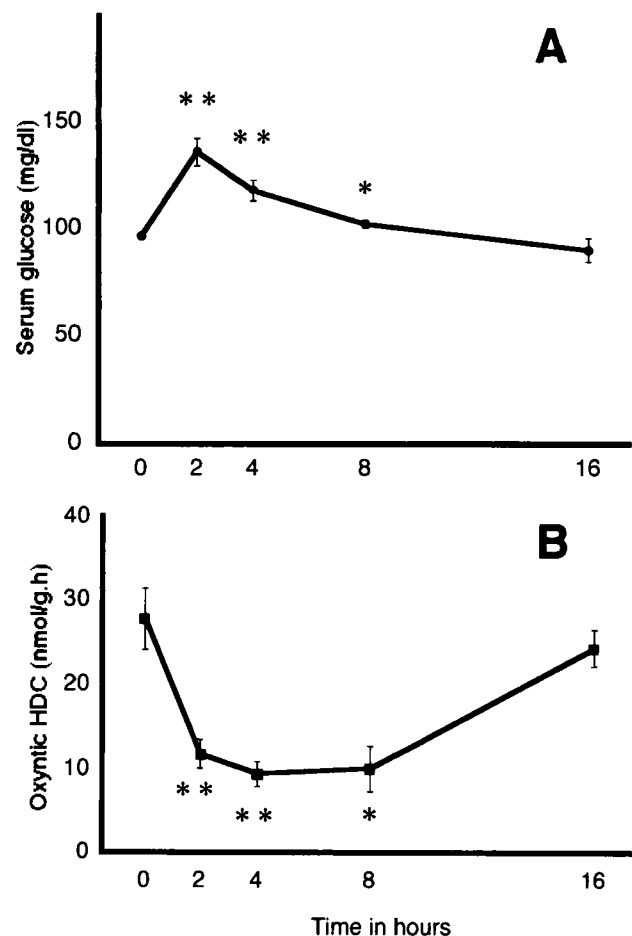 A
Serum glucose (mg/dl)
150
100
50
0
* *
* *
*
0 2 4 8 16
B
Oxyntic HDC (nmol/g.h)
40
30
20
10
0
* *
* *
*
0 2 4 8 16
Time in hours